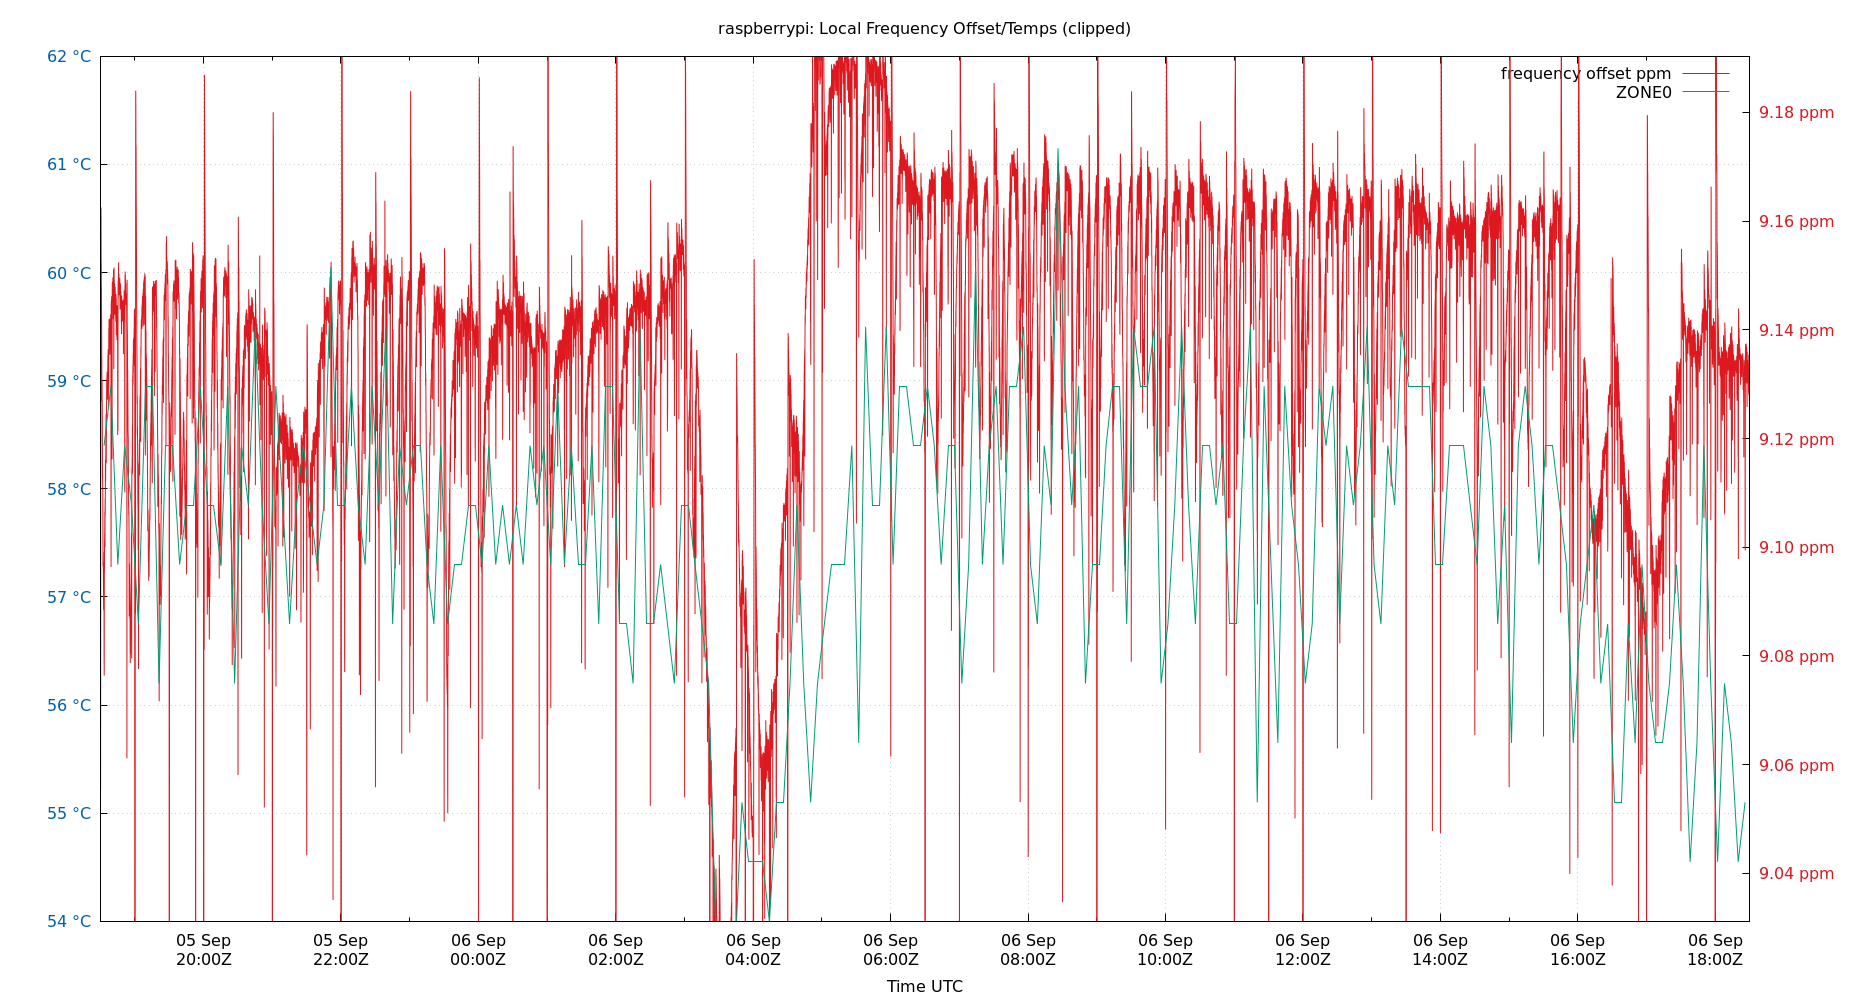 raspberrypi: Local Frequency Offset/Temps (clipped)
62 °C
61 °C
60 °C
59 °C
58 °C
57 °C
56 °C
55 °C
54 °C
frequency offset ppm
ZONE0
9.18 ppm
9.16 ppm
9.14 ppm
9.12 ppm
9.10 ppm
9.08 ppm
9.06 ppm
9.04 ppm
05 Sep 05 Sep 06 Sep 06 Sep 06 Sep 06 Sep 06 Sep 06 Sep 06 Sep 06 Sep 06 Sep 06 Sep
20:00Z 22:00Z 00:00Z 02:00Z 04:00Z 06:00Z 08:00Z 10:00Z 12:00Z 14:00Z 16:00Z 18:00Z
Time UTC